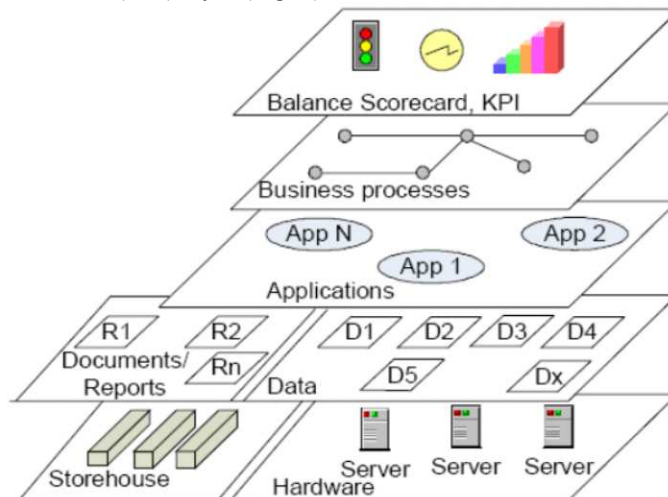 Balance Scorecard, KPI
Business processes
App N
App 2
App 1
Applications
R1
R2
Rn
Documents/
Reports
D1
D2
D3
D4
D5
Dx
Data
Storehouse
Server
Server
Server
Hardware